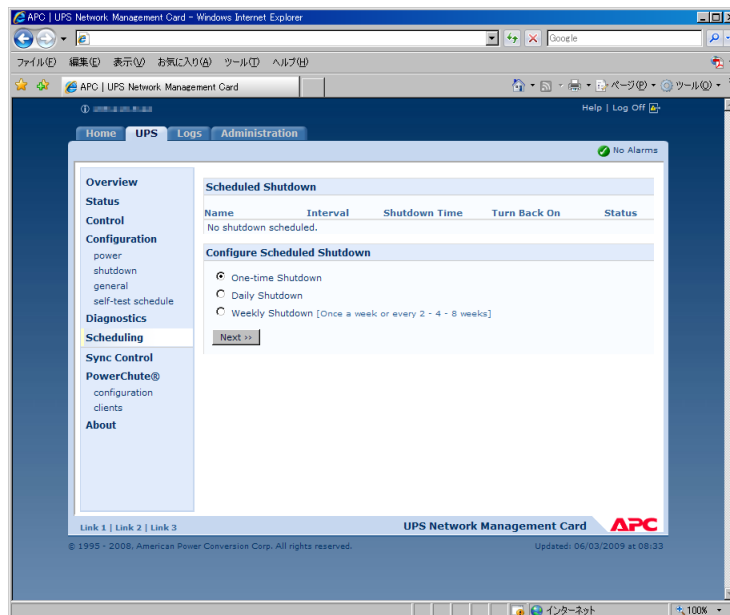 APC | UPS Network Management Card - Windows Internet Explorer
Google
ファイル(F) 編集(E) 表示(V) お気に入り(A) ツール(T) ヘルプ(H)
APC | UPS Network Management Card
ページ(P) ツール(O)
Help | Log Off
Home UPS Logs Administration
No Alarms
Overview
Status
Control
Configuration
power
shutdown
general
self-test schedule
Diagnostics
Scheduling
Sync Control
PowerChute®
configuration
clients
About
Scheduled Shutdown
Name Interval Shutdown Time Turn Back On Status
No shutdown scheduled.
Configure Scheduled Shutdown
One-time Shutdown
Daily Shutdown
Weekly Shutdown [Once a week or every 2 - 4 - 8 weeks]
Next >>
Link 1 | Link 2 | Link 3
UPS Network Management Card APC
© 1995 - 2008, American Power Conversion Corp. All rights reserved.
Updated: 06/03/2009 at 08:33
インターネット
100%